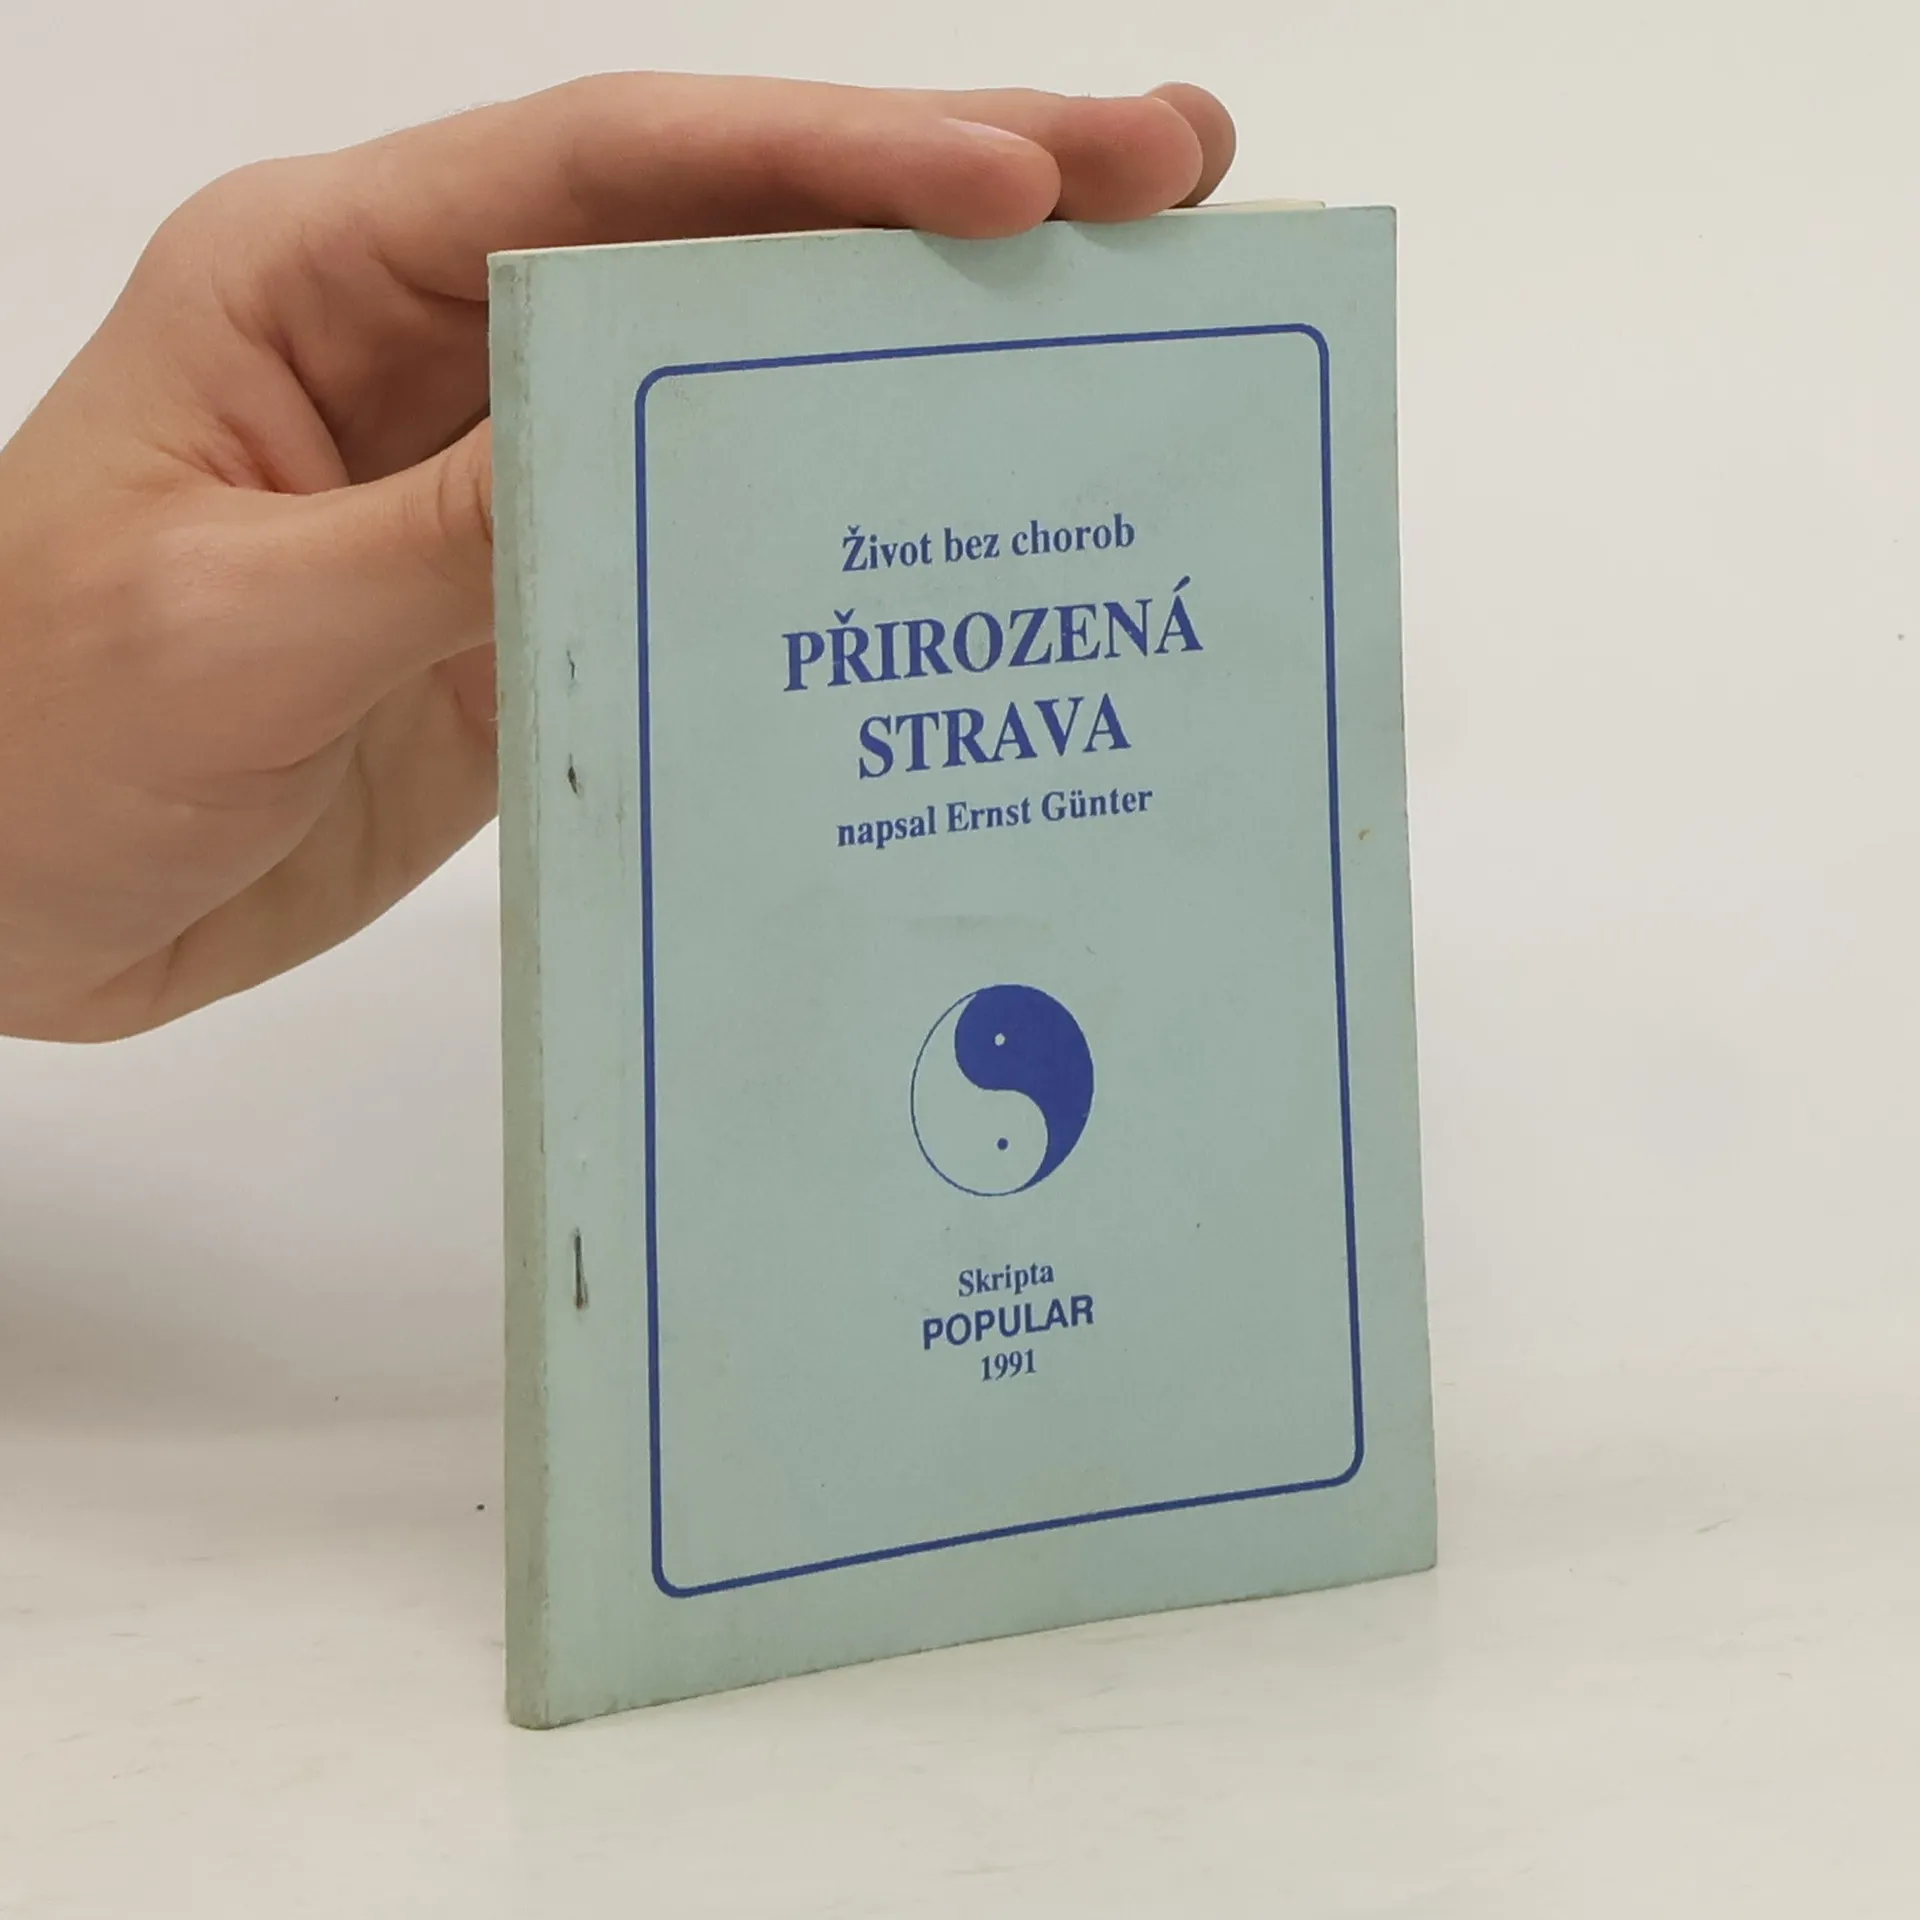 Život bez chorob
PŘIROZENÁ
STRAVA
napsal Ernst Günter
Skripta
POPULAR
1991